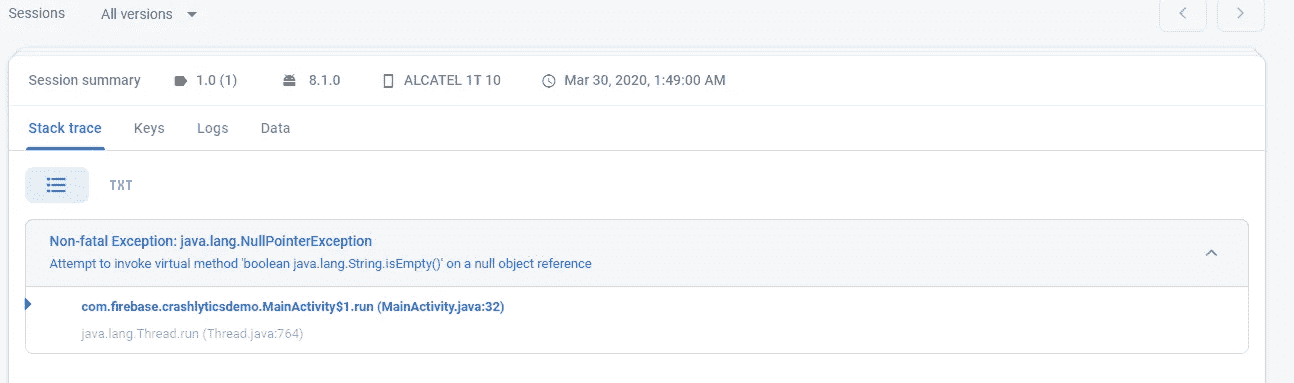 Sessions All versions
Session summary 1.0 (1) 8.1.0 ALCATEL 1T 10 Mar 30, 2020, 1:49:00 AM
Stack trace Keys Logs Data
TXT
Non-fatal Exception: java.lang.NullPointerException
Attempt to invoke virtual method 'boolean java.lang.String.isEmpty()' on a null object reference
com.firebase.crashlyticsdemo.MainActivity$1.run (MainActivity.java:32)
java.lang.Thread.run (Thread.java:764)